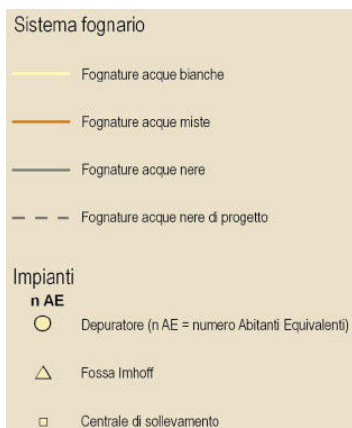 Sistema fognario
Fognature acque bianche
Fognature acque miste
Fognature acque nere
Fognature acque nere di progetto
Impianti
n AE
Depuratore (n AE = numero Abitanti Equivalenti)
Fossa Imhoff
Centrale di sollevamento